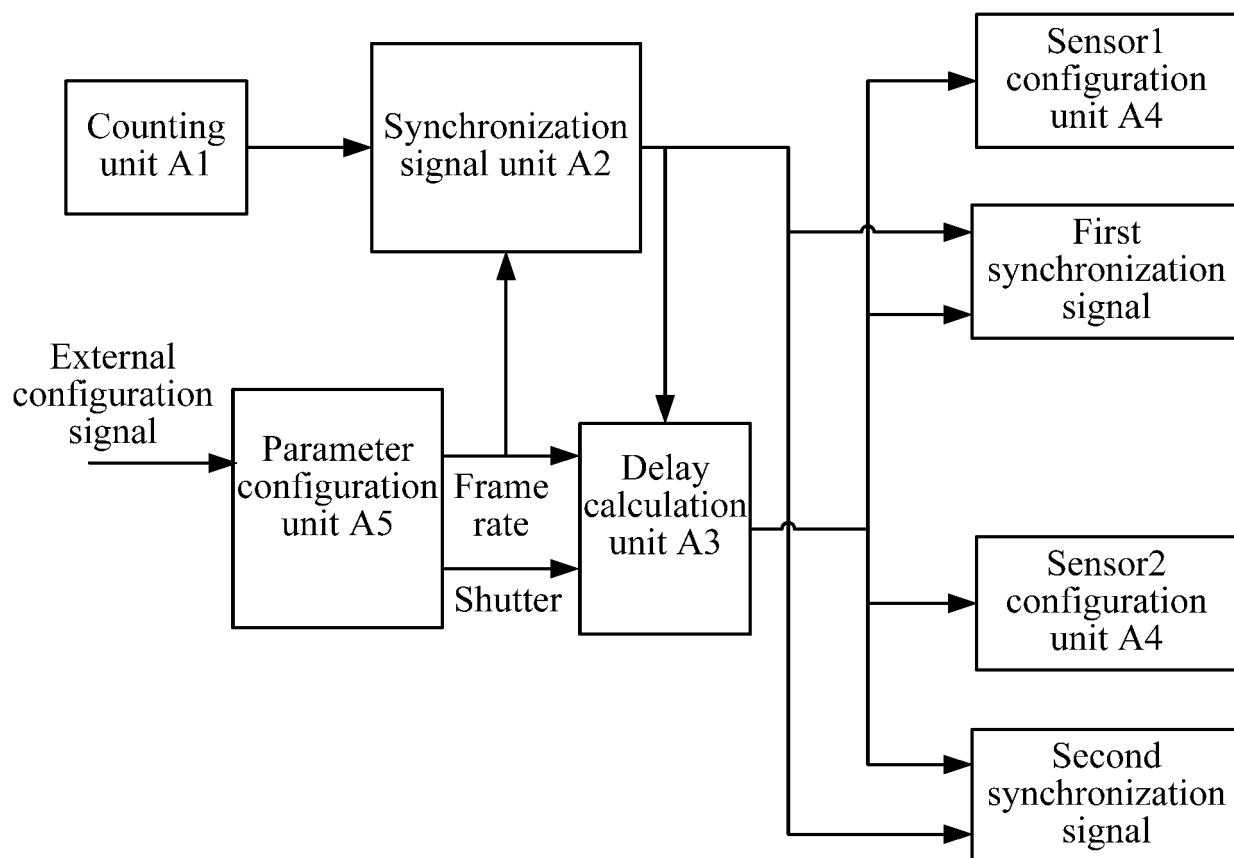 Counting
unit A1
Synchronization
signal unit A2
Sensor1
configuration
unit A4
First
synchronization
signal
External
configuration
signal
Parameter
configuration
unit A5
Frame
rate
Shutter
Delay
calculation
unit A3
Sensor2
configuration
unit A4
Second
synchronization
signal